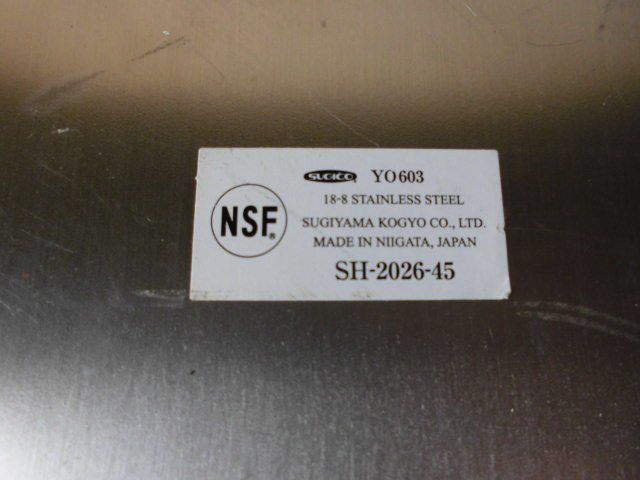 NSF®
SUGICO® YO603
18-8 STAINLESS STEEL
SUGIYAMA KOGYO CO., LTD.
MADE IN NIIGATA, JAPAN
SH-2026-45